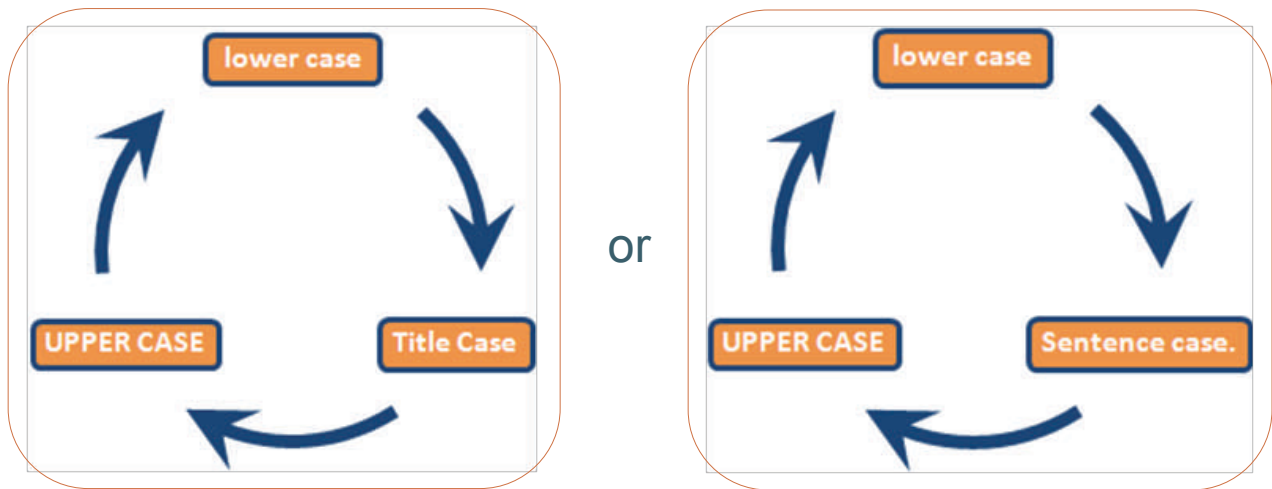 lower case
lower case
or
UPPER CASE
Title Case
UPPER CASE
Sentence case.